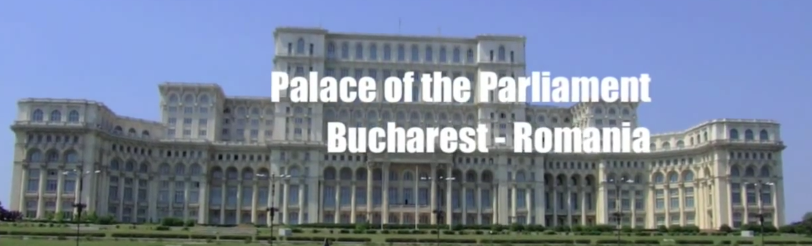 Palace of the Parliament
Bucharest - Romania